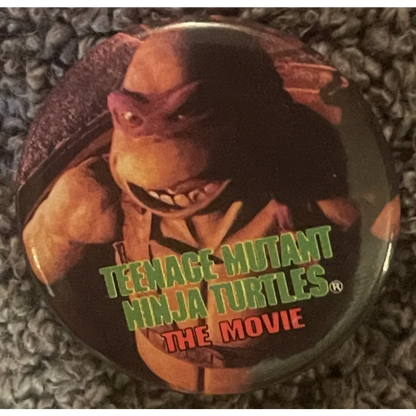 TEENAGE MUTANT
NINJA TURTLES®
THE MOVIE